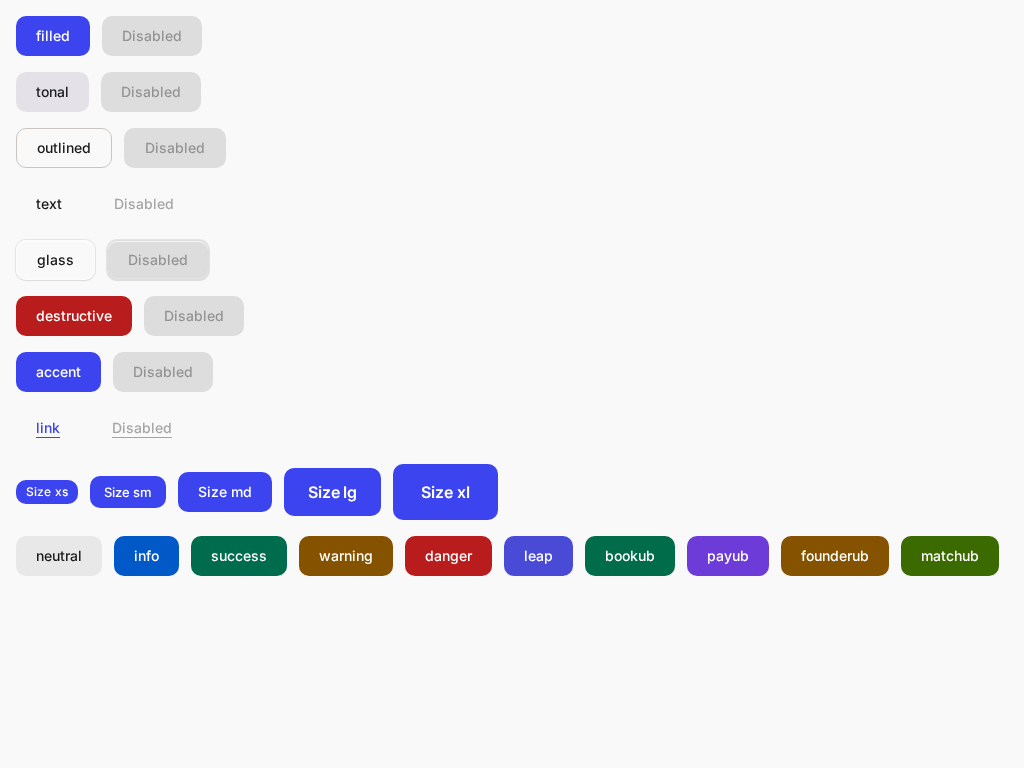 filled Disabled
tonal Disabled
outlined Disabled
text Disabled
glass Disabled
destructive Disabled
accent Disabled
link Disabled
Size xs Size sm Size md Size lg Size xl
neutral info success warning danger leap bookub payub founderub matchub